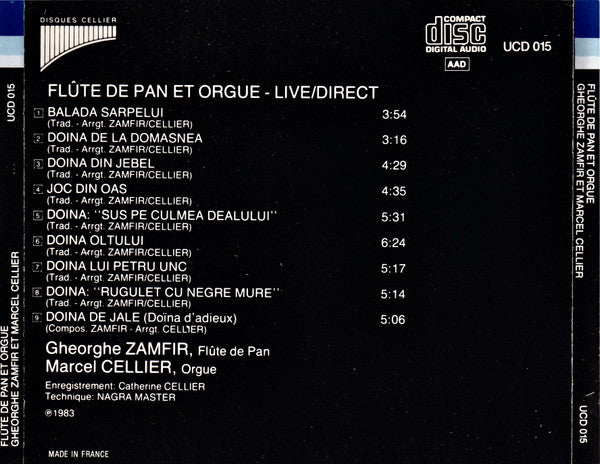 DISQUES CELLIER
COMPACT
disc
DIGITAL AUDIO
AAD
UCD 015
FLÛTE DE PAN ET ORGUE - LIVE/DIRECT
1 BALADA SARPELUI 3:54
(Trad. - Arrgt. ZAMFIR/CELLIER)
2 DOINA DE LA DOMASNEA 3:16
(Trad. - Arrgt. ZAMFIR/CELLIER)
3 DOINA DIN JEBEL 4:29
(Trad. - Arrgt. ZAMFIR/CELLIER)
4 JOC DIN OAS 4:35
(Trad. - Arrgt. ZAMFIR/CELLIER)
5 DOINA: "SUS PE CULMEA DEALULUI" 5:31
(Trad. - Arrgt. ZAMFIR/CELLIER)
6 DOINA OLTULUI 6:24
(Trad. - Arrgt. ZAMFIR/CELLIER)
7 DOINA LUI PETRU UNC 5:17
(Trad. - Arrgt. ZAMFIR/CELLIER)
8 DOINA: "RUGULET CU NEGRE MURE" 5:14
(Trad. - Arrgt. ZAMFIR/CELLIER)
9 DOINA DE JALE (Doïna d'adieux) 5:06
(Compos. ZAMFIR - Arrgt. CELLIER)
Gheorghe ZAMFIR, Flûte de Pan
Marcel CELLIER, Orgue
Enregistrement: Catherine CELLIER
Technique: NAGRA MASTER
℗ 1983
MADE IN FRANCE
UCD 015
FLÛTE DE PAN ET ORGUE
GHEORGHE ZAMFIR ET MARCEL CELLIER
FLÛTE DE PAN ET ORGUE
GHEORGHE ZAMFIR ET MARCEL CELLIER
UCD 015